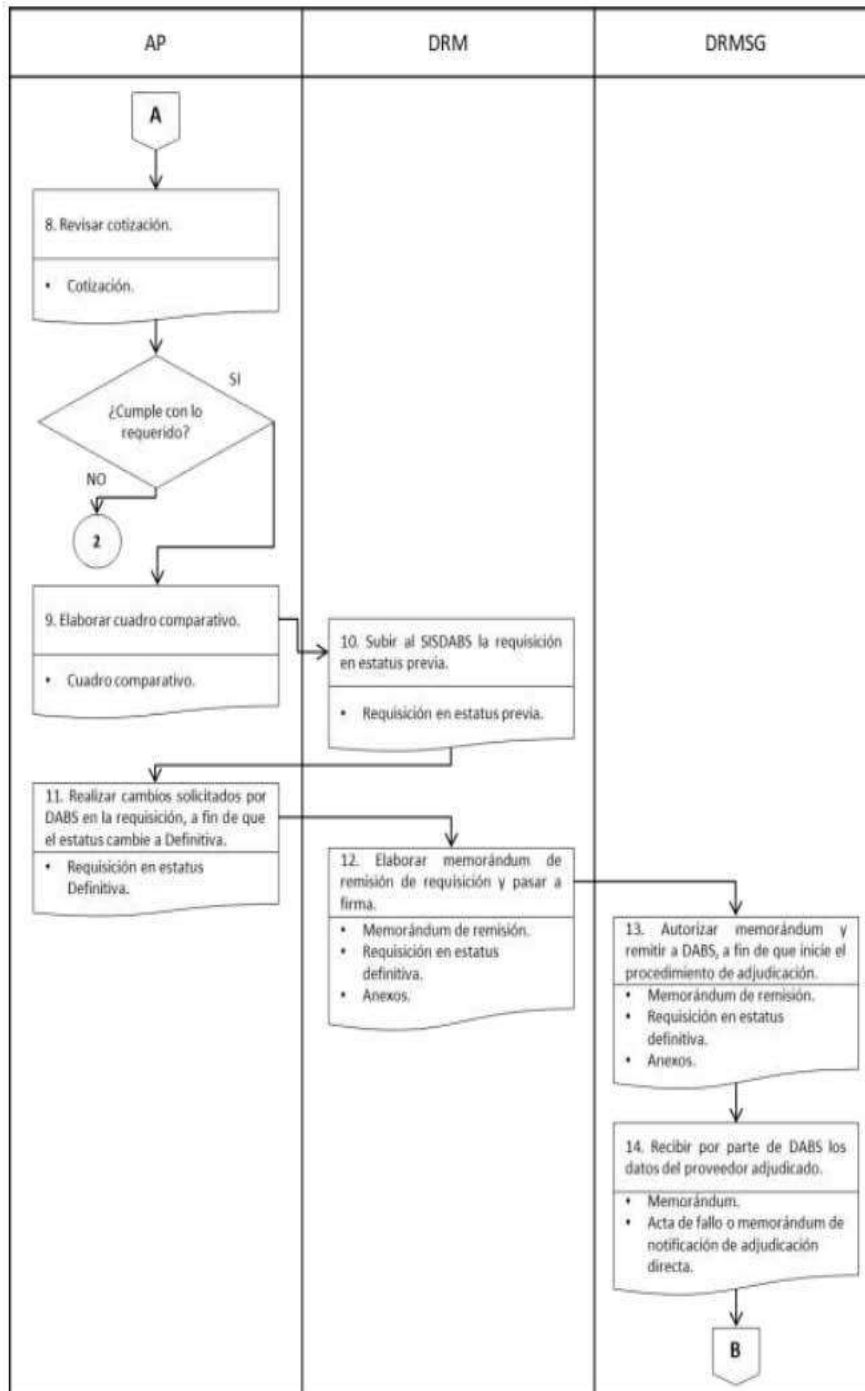 AP
DRM
DRMSG
A
8. Revisar cotización.
• Cotización.
SI
¿Cumple con lo
requerido?
NO
2
9. Elaborar cuadro comparativo.
• Cuadro comparativo.
10. Subir al SISDABS la requisición
en estatus previa.
• Requisición en estatus previa.
11. Realizar cambios solicitados por
DABS en la requisición, a fin de que
el estatus cambie a Definitiva.
• Requisición en estatus
Definitiva.
12. Elaborar memorándum de
remisión de requisición y pasar a
firma.
• Memorándum de remisión.
• Requisición en estatus
definitiva.
• Anexos.
13. Autorizar memorándum y
remitir a DABS, a fin de que inicie el
procedimiento de adjudicación.
• Memorándum de remisión.
• Requisición en estatus
definitiva.
• Anexos.
14. Recibir por parte de DABS los
datos del proveedor adjudicado.
• Memorándum.
• Acta de fallo o memorándum de
notificación de adjudicación
directa.
B